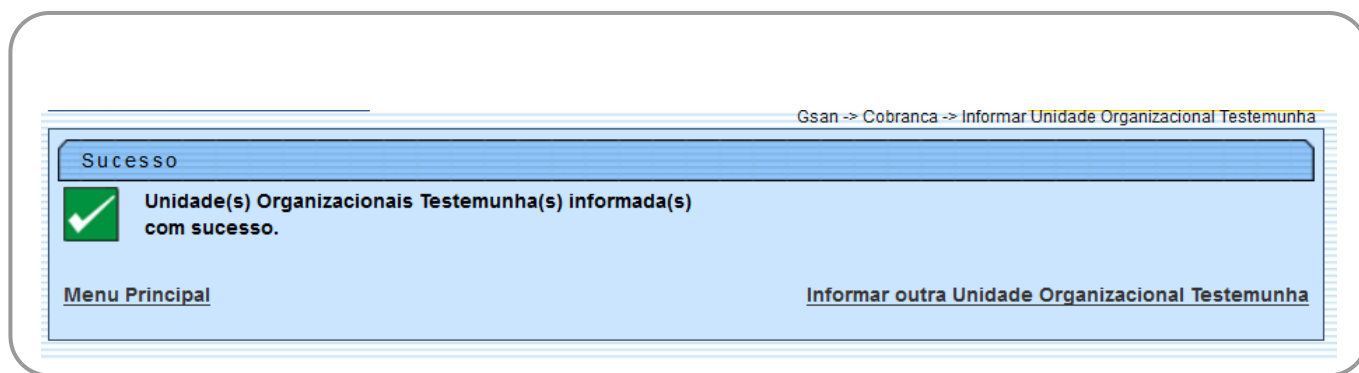 Gsan -> Cobranca -> Informar Unidade Organizacional Testemunha
Sucesso
Unidade(s) Organizacionais Testemunha(s) informada(s)
com sucesso.
Menu Principal
Informar outra Unidade Organizacional Testemunha